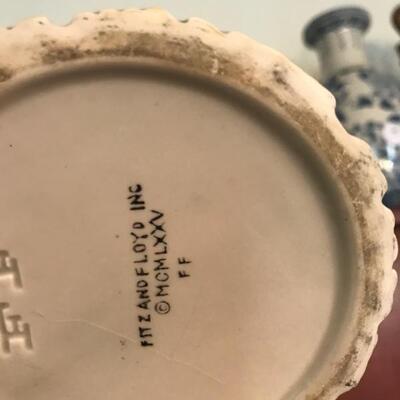 FITZ AND FLOYD INC
© MCMLXXV
FF